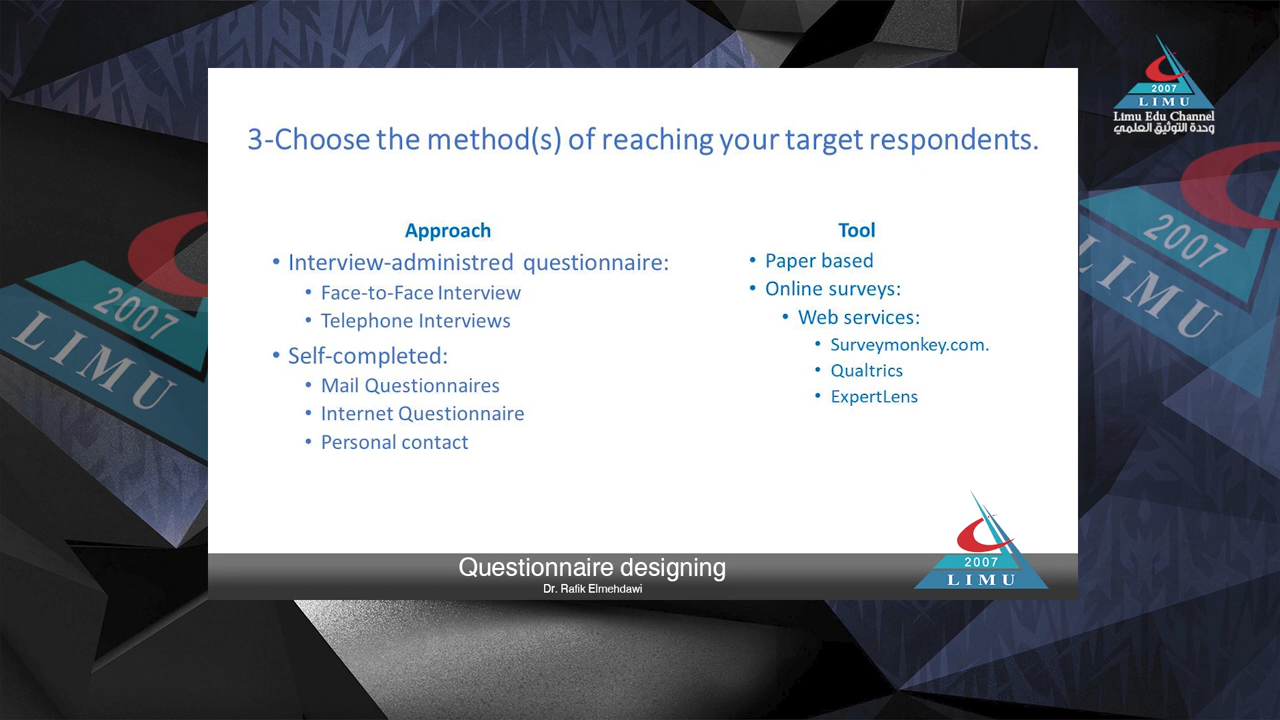 3-Choose the method(s) of reaching your target respondents.
Approach
• Interview-administred questionnaire:
• Face-to-Face Interview
• Telephone Interviews
• Self-completed:
• Mail Questionnaires
• Internet Questionnaire
• Personal contact
Tool
• Paper based
• Online surveys:
• Web services:
• Surveymonkey.com.
• Qualtrics
• ExpertLens
Questionnaire designing
Dr. Rafik Elmehdawi
2007
LIMU
2007
LIMU
Limu Edu Channel
وحدة التوثيق العلمي
2007
LIMU
2007
LIMU